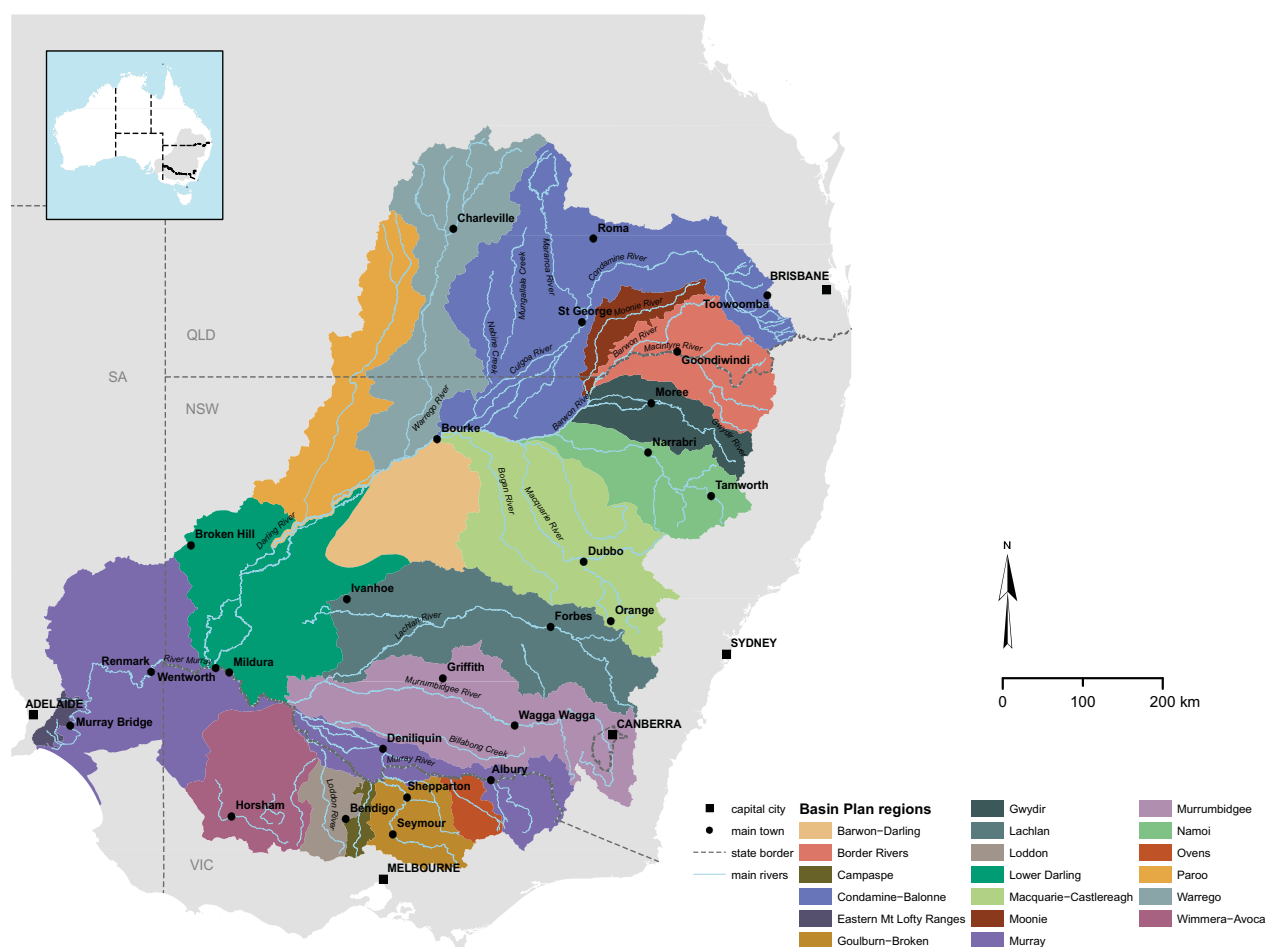 Charleville
Roma
Maranoa River
Mungallala Creek
Condamine River
BRISBANE
Toowoomba
St George
Moonie River
Nebine Creek
Culgoa River
Barwon River
Macintyre River
Goondiwindi
QLD
SA
NSW
Moree
Warrego River
Barwon River
Gwydir River
Bourke
Narrabri
Bogan River
Macquarie River
Tamworth
Darling River
Broken Hill
Dubbo
N
Ivanhoe
Lachlan River
Forbes
Orange
SYDNEY
Renmark
River Murray
Mildura
Wentworth
Griffith
Murrumbidgee River
0 100 200 km
ADELAIDE
Murray Bridge
Wagga Wagga
CANBERRA
Deniliquin
Billabong Creek
Murray River
Albury
Shepparton
Loddon River
Horsham
Bendigo
Seymour
VIC
MELBOURNE
capital city
main town
state border
main rivers
Basin Plan regions
Barwon−Darling
Border Rivers
Campaspe
Condamine−Balonne
Eastern Mt Lofty Ranges
Goulburn−Broken
Gwydir
Lachlan
Loddon
Lower Darling
Macquarie−Castlereagh
Moonie
Murray
Murrumbidgee
Namoi
Ovens
Paroo
Warrego
Wimmera−Avoca